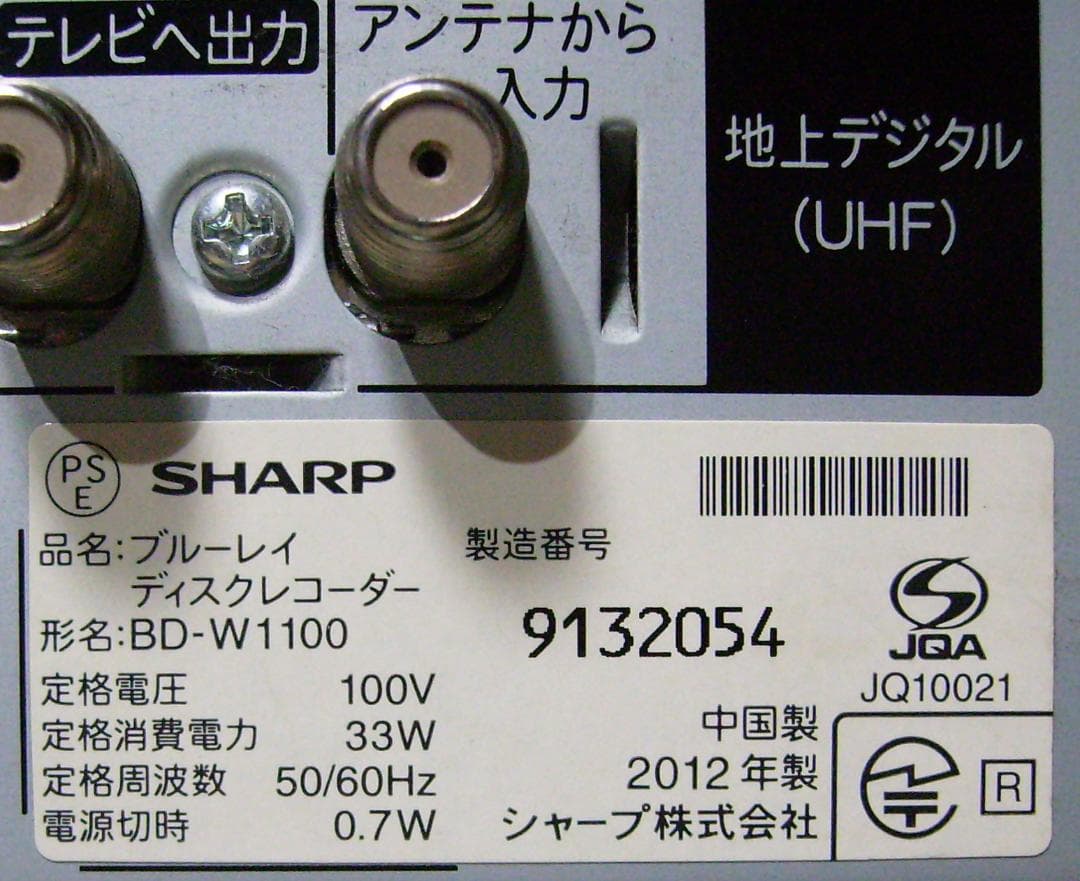 テレビへ出力
アンテナから
入力
地上デジタル
(UHF)
PS
E
SHARP
品名:ブルーレイ
ディスクレコーダー
形名:BD-W1100
定格電圧 100V
定格消費電力 33W
定格周波数 50/60Hz
電源切時 0.7W
製造番号
9132054
JQA
JQ10021
中国製
2012年製
シャープ株式会社
R